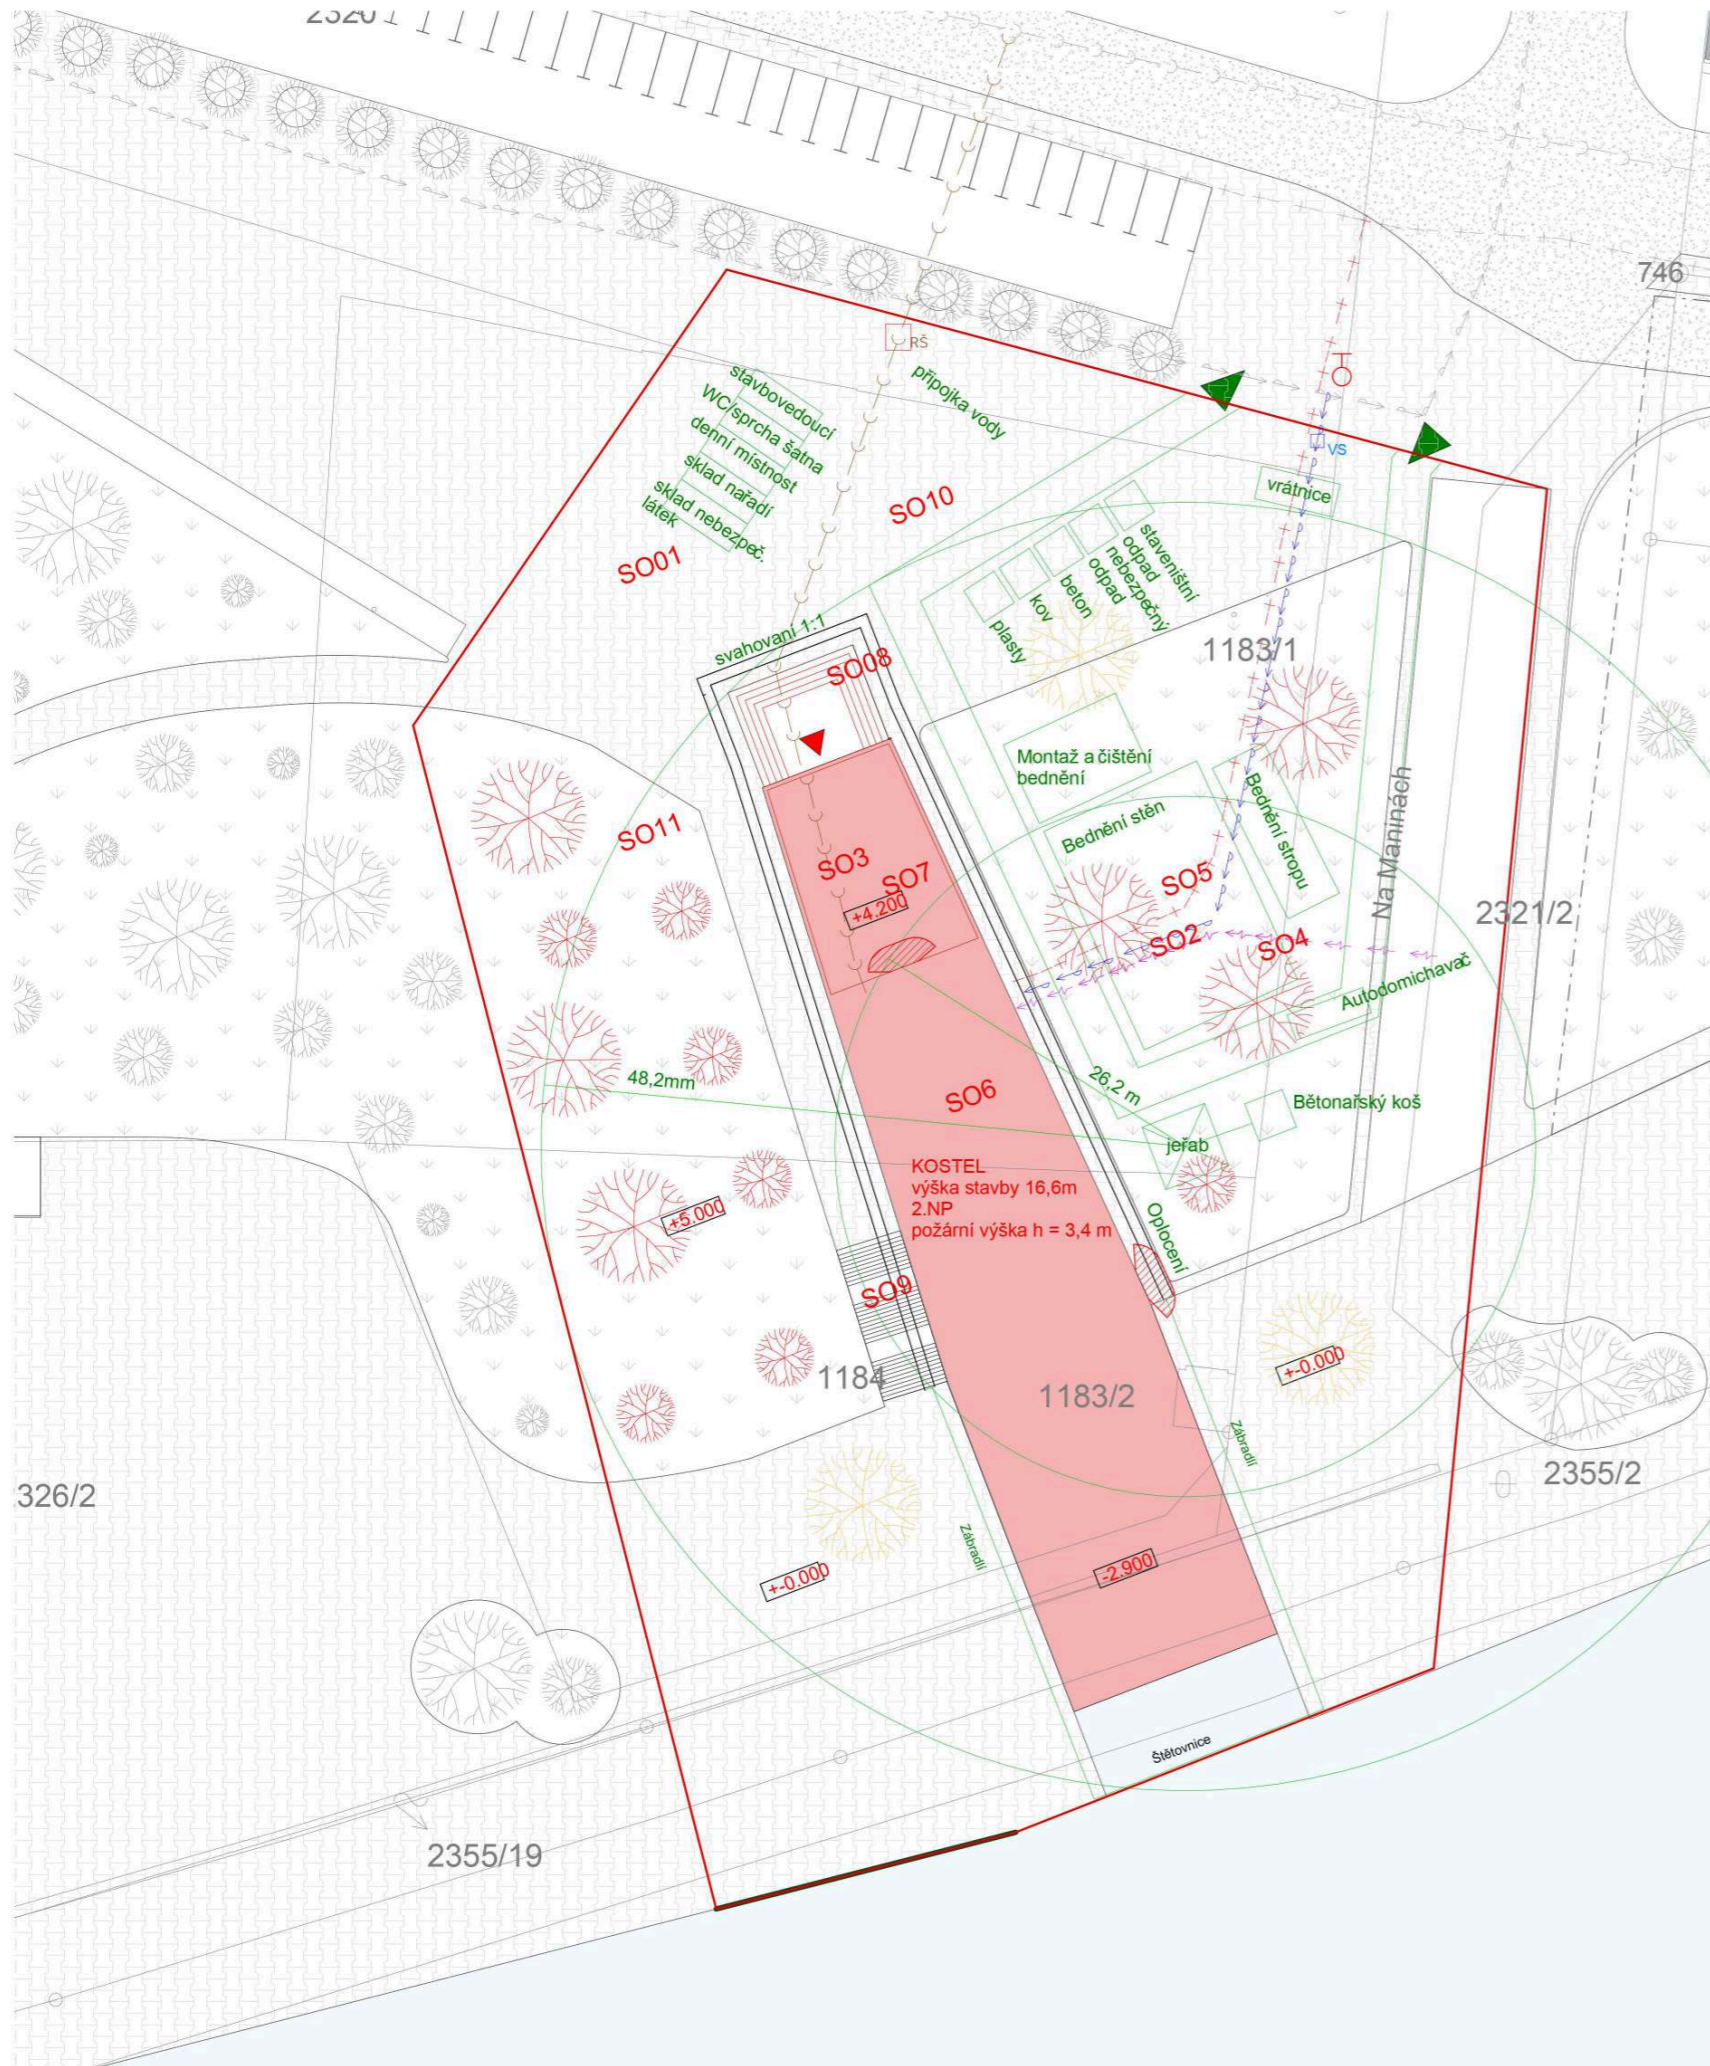 2320
746
RŠ
přípojka vody
stavbovedoucí
WC/sprcha šatna
denní místnost
sklad nařadí
sklad nebezpeč.
látek
VS
vrátnice
SO10
SO01
staveništní
odpad
nebezpečný
odpad
beton
kov
plasty
svahovaní 1:1
SO08
1183/1
Montaž a čištění
bednění
Bednění stěn
Bednění stropu
Na Maninách
SO11
SO3
SO7
+4.200
SO5
SO2
SO4
2321/2
Autodomichavač
48,2mm
26,2 m
SO6
Bětonařský koš
jeřab
KOSTEL
výška stavby 16,6m
2.NP
požární výška h = 3,4 m
+5.000
Oplocení
SO9
1184
1183/2
+-0.000
Zábradlí
2355/2
326/2
Zábradlí
+-0.000
-2.900
Štětovnice
2355/19